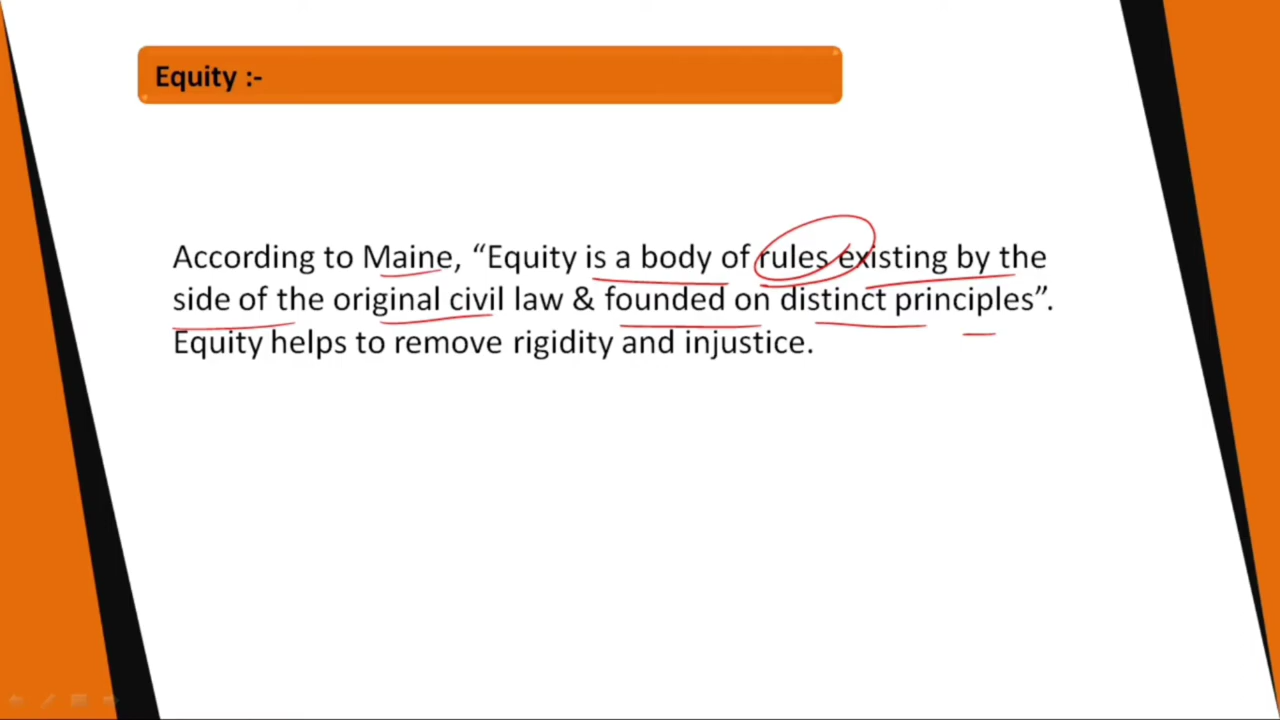 Equity :-
According to Maine, “Equity is a body of rules existing by the
side of the original civil law & founded on distinct principles”.
Equity helps to remove rigidity and injustice.